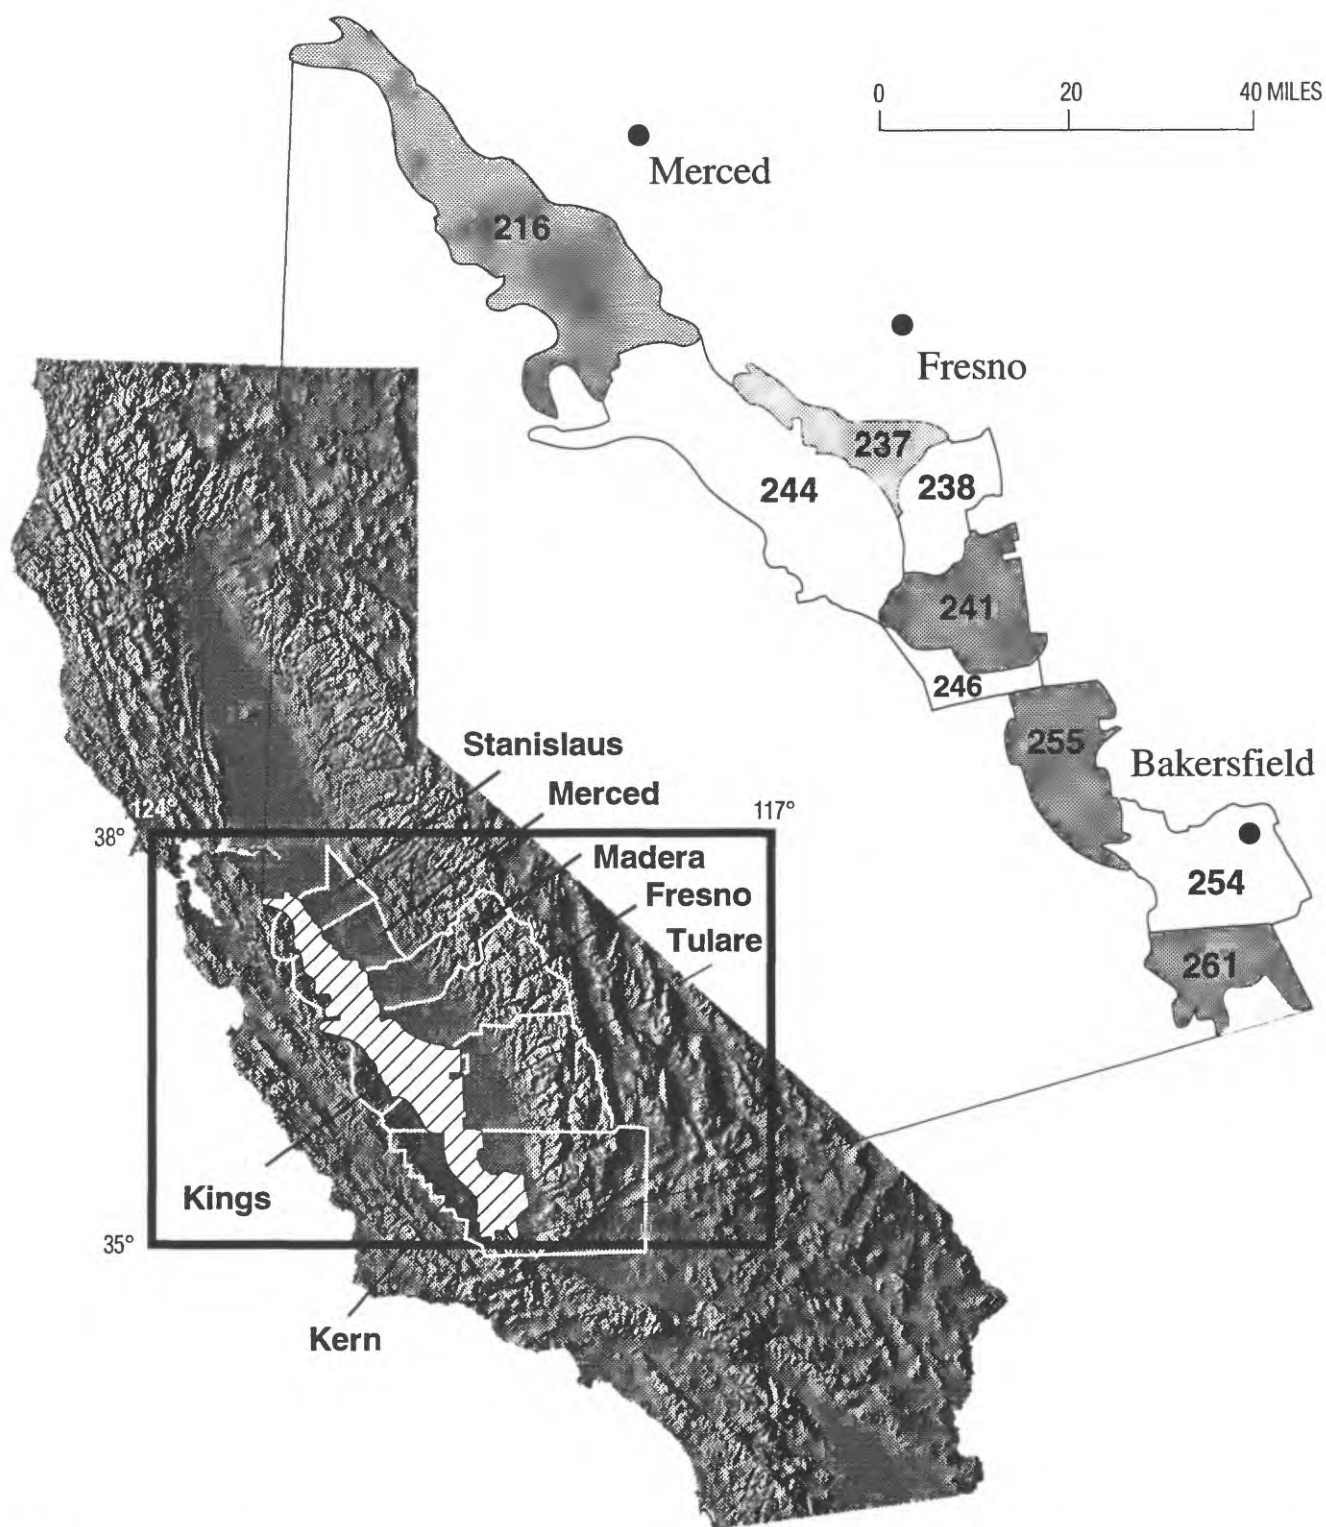 0 20 40 MILES
Merced
216
Fresno
237
244
238
241
246
255
Bakersfield
254
261
Stanislaus
Merced
124°
117°
38°
Madera
Fresno
Tulare
Kings
35°
Kern